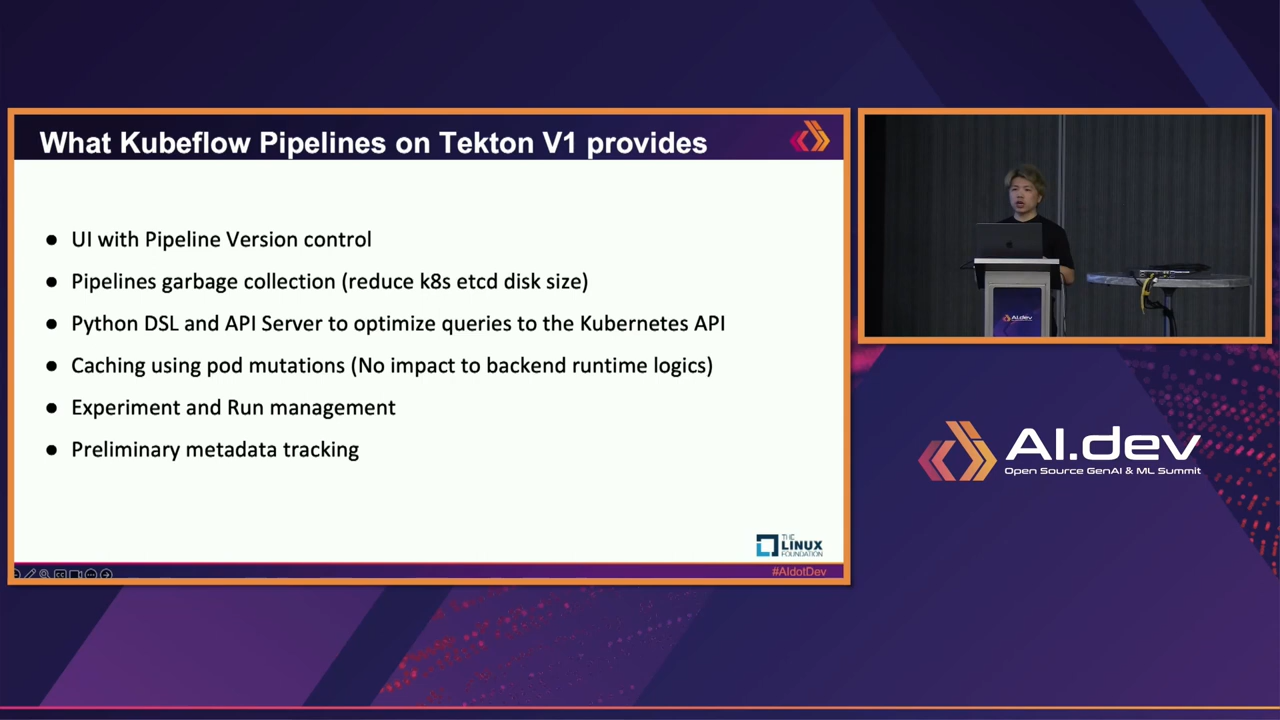 What Kubeflow Pipelines on Tekton V1 provides
● UI with Pipeline Version control
● Pipelines garbage collection (reduce k8s etcd disk size)
● Python DSL and API Server to optimize queries to the Kubernetes API
● Caching using pod mutations (No impact to backend runtime logics)
● Experiment and Run management
● Preliminary metadata tracking
THE
LINUX
FOUNDATION
#AIdotDev
AI.dev
AI.dev
Open Source GenAI & ML Summit